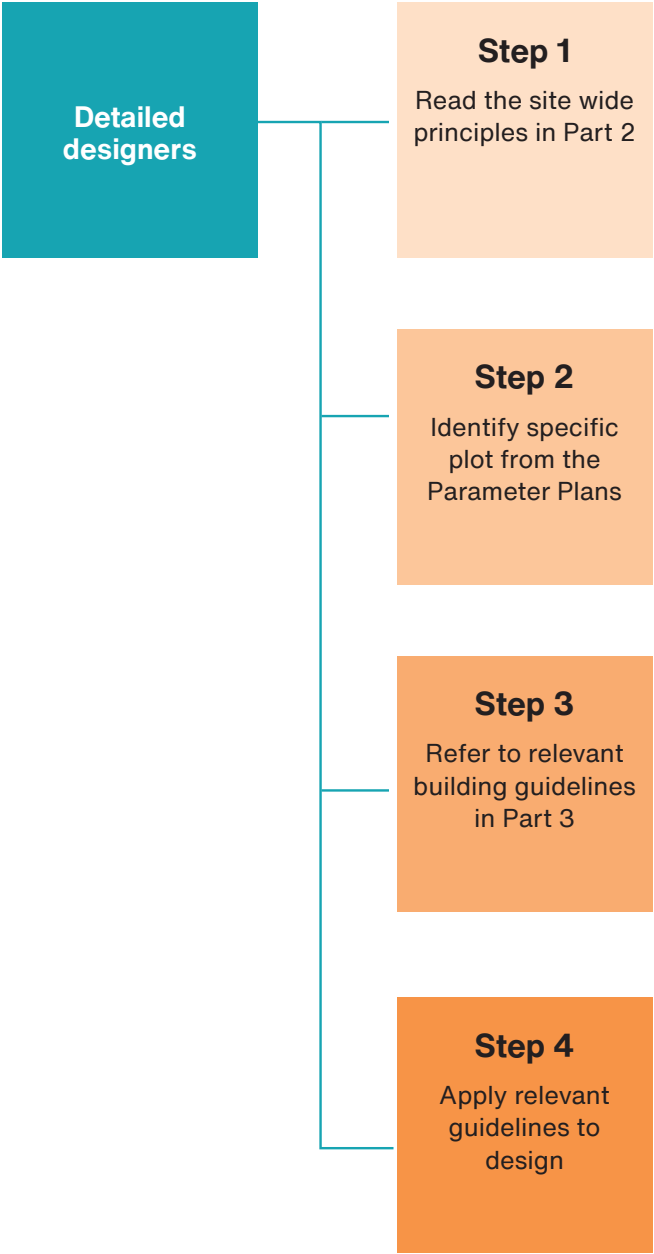 Detailed
designers
Step 1
Read the site wide
principles in Part 2
Step 2
Identify specific
plot from the
Parameter Plans
Step 3
Refer to relevant
building guidelines
in Part 3
Step 4
Apply relevant
guidelines to
design